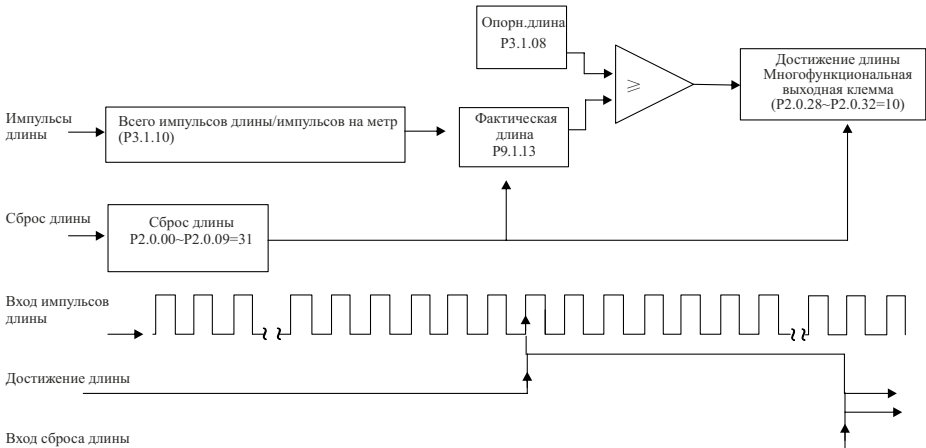 Опорн.длина
P3.1.08
Достижение длины
Многофункциональная
выходная клемма
(P2.0.28~P2.0.32=10)
≥
Импульсы
длины
Всего импульсов длины/импульсов на метр
(P3.1.10)
Фактическая
длина
P9.1.13
Сброс длины
Сброс длины
P2.0.00~P2.0.09=31
Вход импульсов
длины
Достижение длины
Вход сброса длины